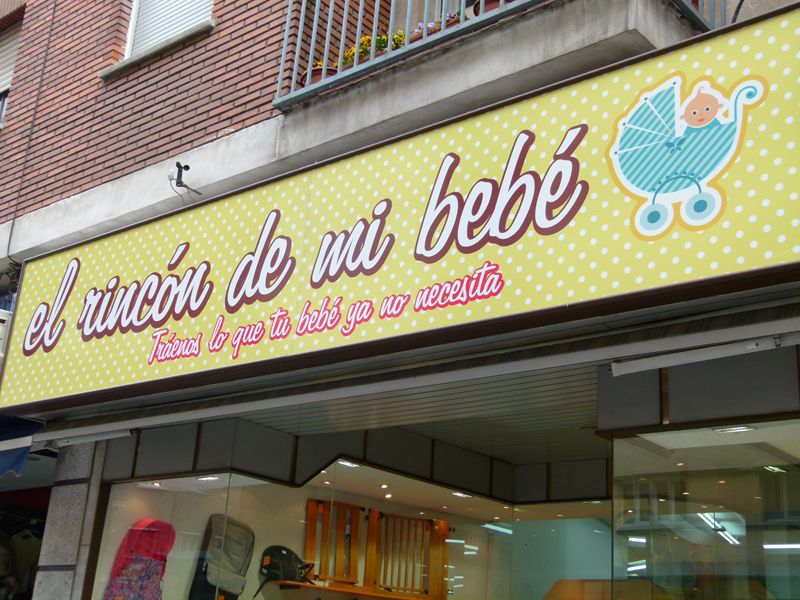 el rincón de mi bebé
Tráenos lo que tu bebé ya no necesita